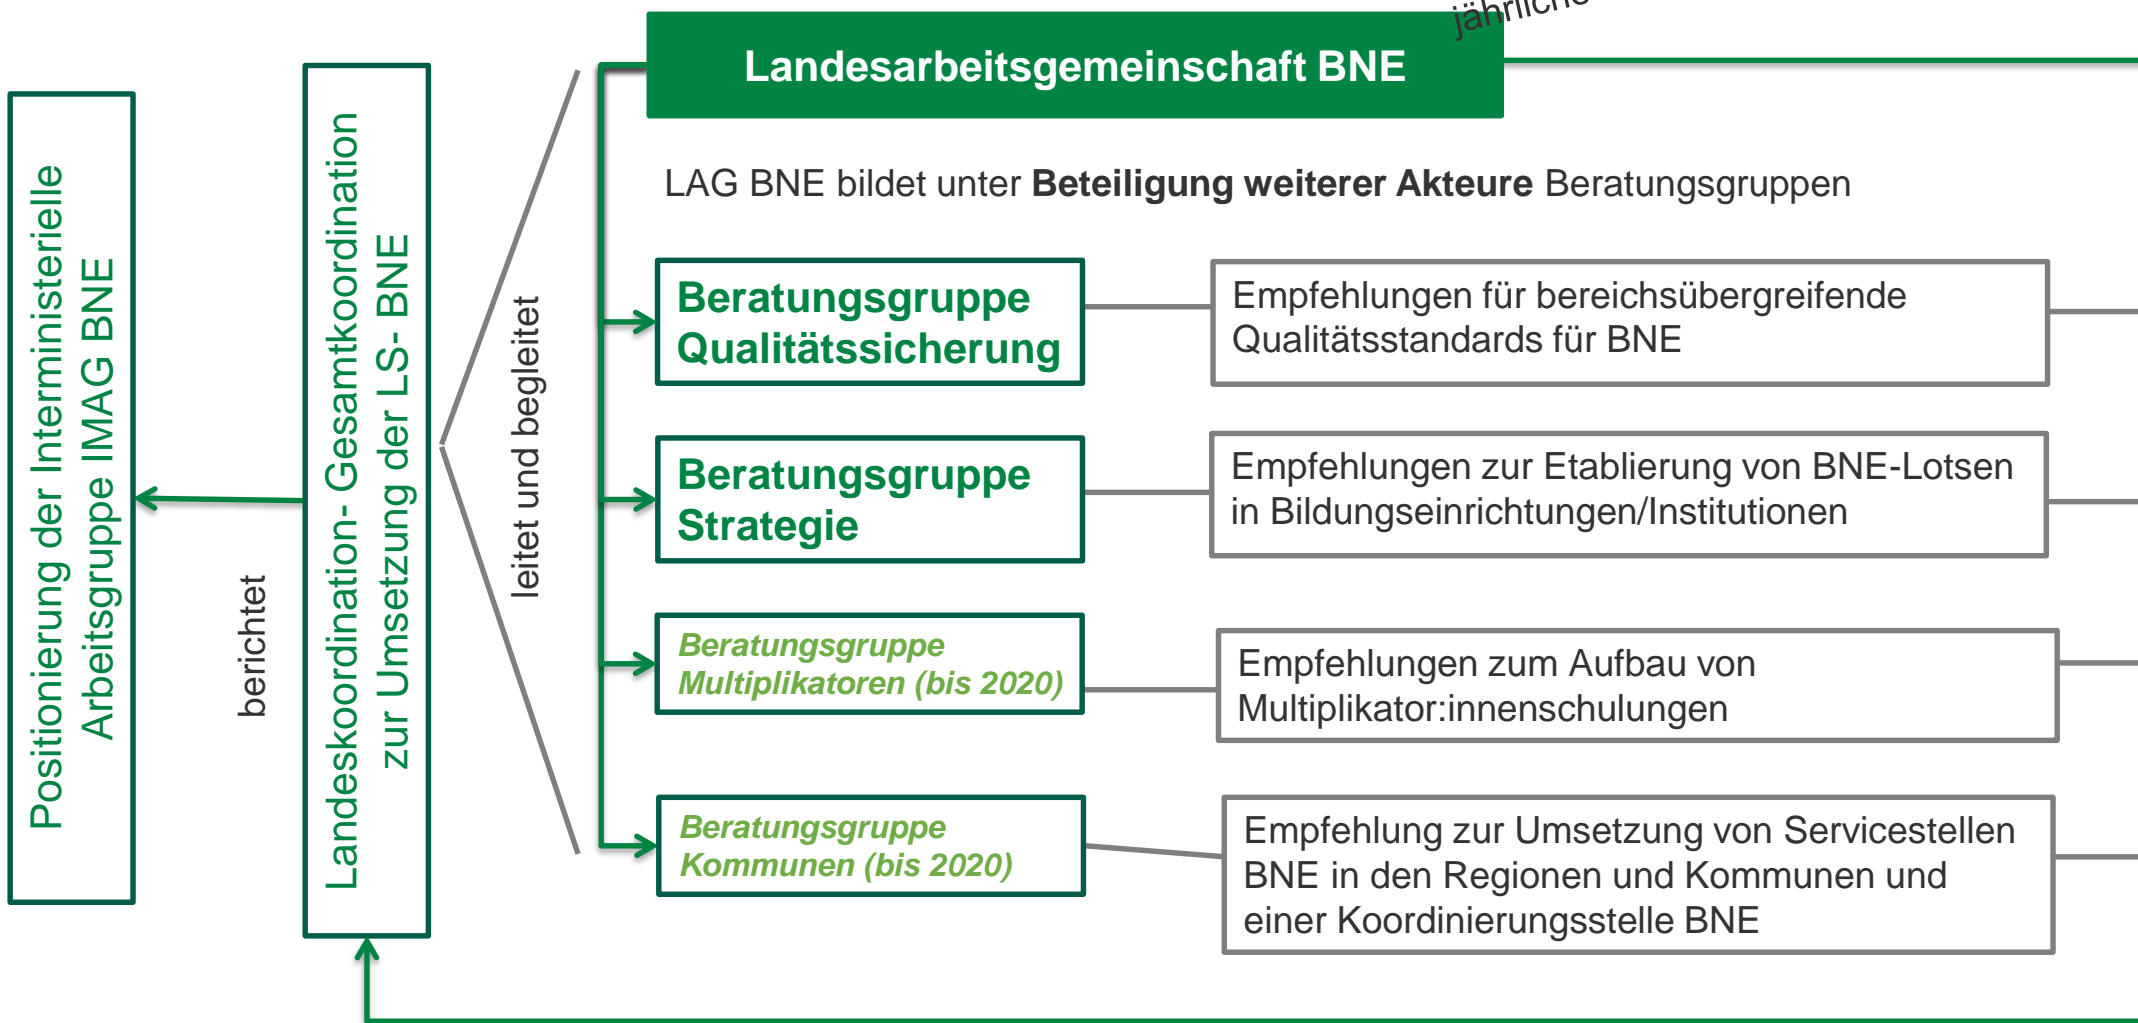 jährliche
Landesarbeitsgemeinschaft BNE
LAG BNE bildet unter Beteiligung weiterer Akteure Beratungsgruppen
Positionierung der Interministerielle
Arbeitsgruppe IMAG BNE
berichtet
Landeskoordination- Gesamtkoordination
zur Umsetzung der LS- BNE
leitet und begleitet
Beratungsgruppe
Qualitätssicherung
Empfehlungen für bereichsübergreifende
Qualitätsstandards für BNE
Beratungsgruppe
Strategie
Empfehlungen zur Etablierung von BNE-Lotsen
in Bildungseinrichtungen/Institutionen
Beratungsgruppe
Multiplikatoren (bis 2020)
Empfehlungen zum Aufbau von
Multiplikator:innenschulungen
Beratungsgruppe
Kommunen (bis 2020)
Empfehlung zur Umsetzung von Servicestellen
BNE in den Regionen und Kommunen und
einer Koordinierungsstelle BNE